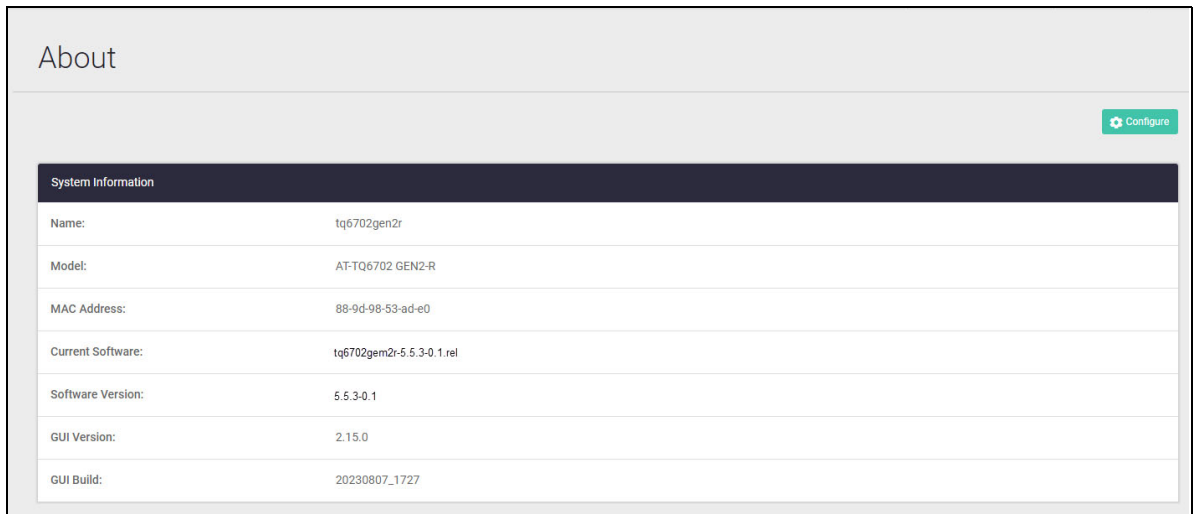 About
Configure
System Information
Name: tq6702gen2r
Model: AT-TQ6702 GEN2-R
MAC Address: 88-9d-98-53-ad-e0
Current Software: tq6702gem2r-5.5.3-0.1.rel
Software Version: 5.5.3-0.1
GUI Version: 2.15.0
GUI Build: 20230807_1727